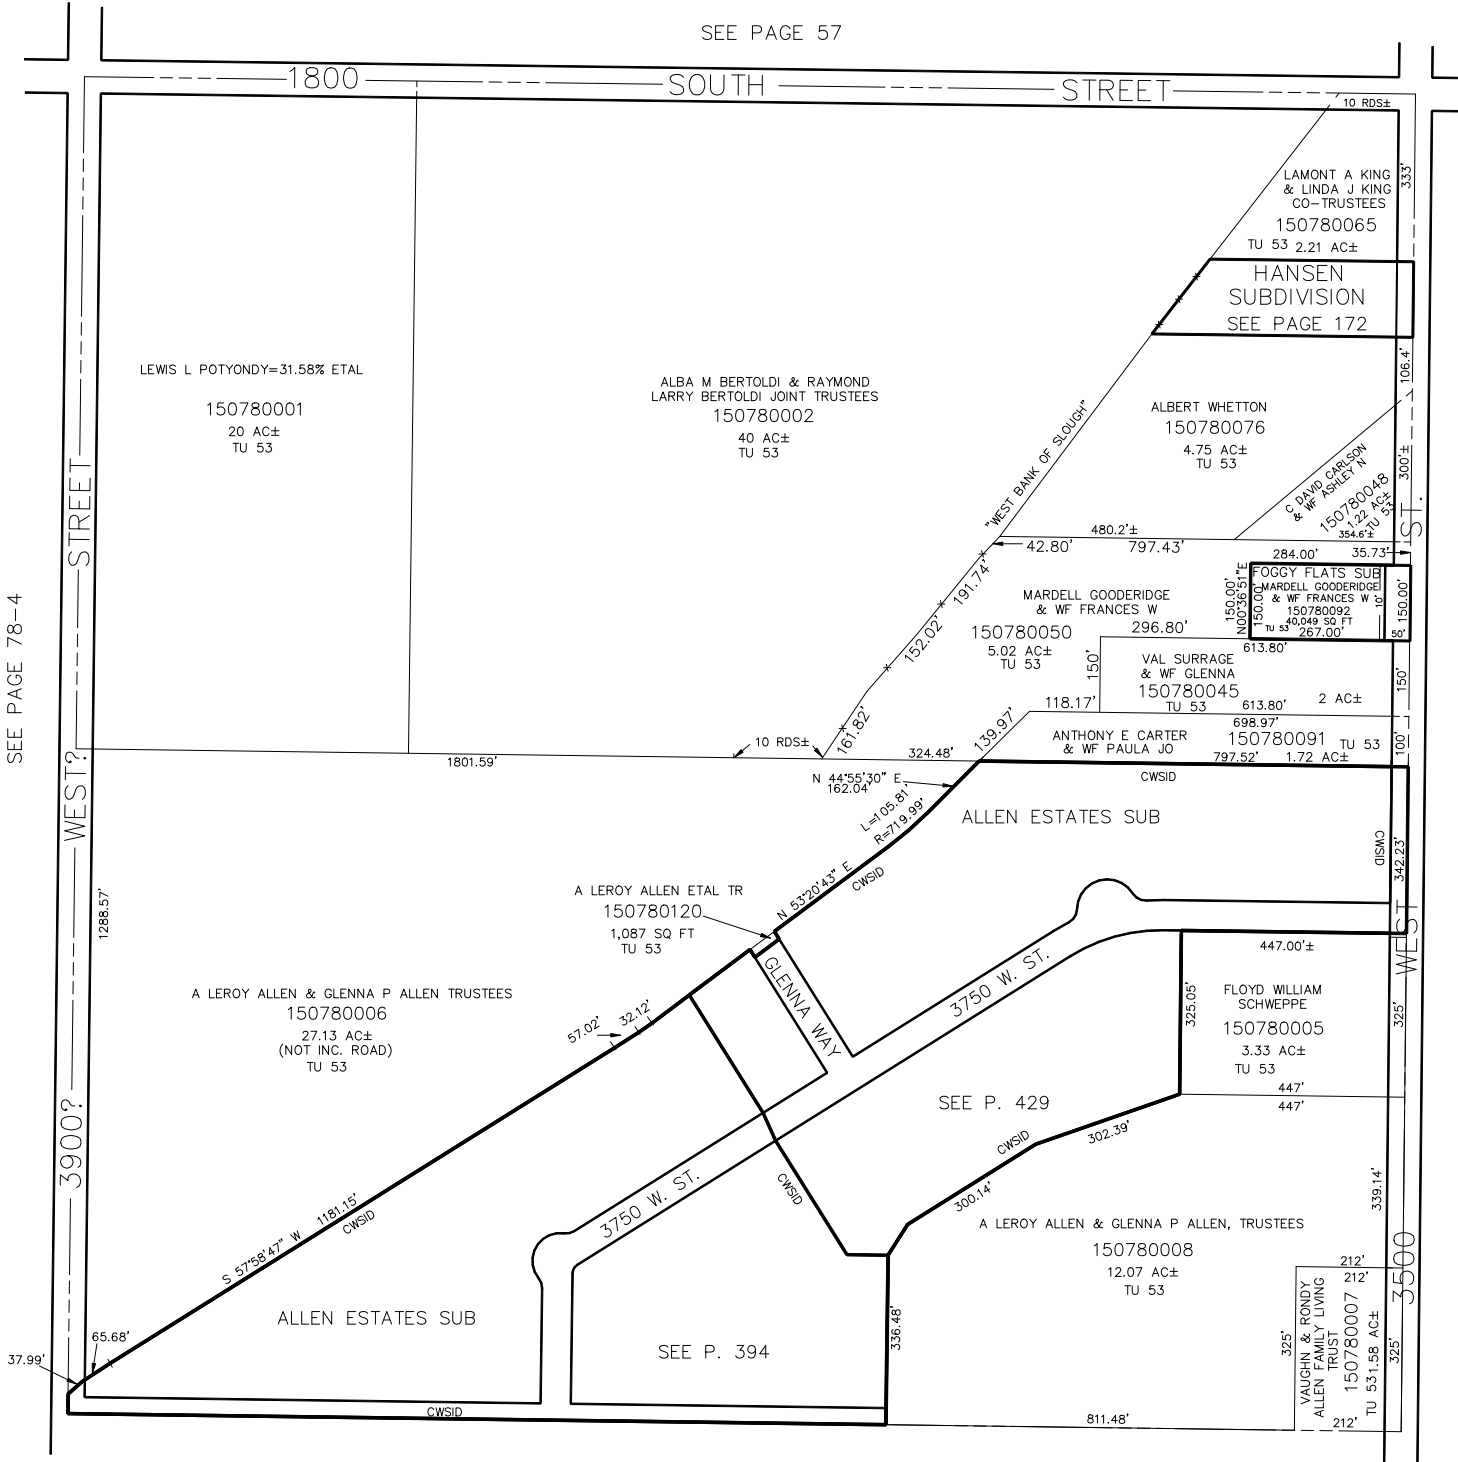 SEE PAGE 57
1800 SOUTH STREET
10 RDS±
333'
LAMONT A KING
& LINDA J KING
CO-TRUSTEES
150780065
TU 53 2.21 AC±
HANSEN
SUBDIVISION
SEE PAGE 172
106.4'
LEWIS L POTYONDY=31.58% ETAL
150780001
20 AC±
TU 53
ALBA M BERTOLDI & RAYMOND
LARRY BERTOLDI JOINT TRUSTEES
150780002
40 AC±
TU 53
"WEST BANK OF SLOUGH"
ALBERT WHETTON
150780076
4.75 AC±
TU 53
C DAVID CARLSON
& WF ASHLEY N
150780048
1.22 AC±
TU 53
300'±
354.6'±
480.2'±
42.80'
797.43'
284.00'
35.73'
191.74'
152.02'
161.82'
MARDELL GOODERIDGE
& WF FRANCES W
150780050
5.02 AC±
TU 53
296.80'
150'
150.00'
N00°36'51"E
150.00'
FOGGY FLATS SUB
MARDELL GOODERIDGE
& WF FRANCES W
150780092
40,049 SQ FT
TU 53
267.00'
10'
50'
150.00'
613.80'
VAL SURRAGE
& WF GLENNA
150780045
TU 53
2 AC±
613.80'
150'
118.17'
139.97'
698.97'
ANTHONY E CARTER
& WF PAULA JO
150780091
TU 53
797.52'
1.72 AC±
100'
10 RDS±
324.48'
1801.59'
SEE PAGE 78-4
3900? WEST? STREET
1288.57'
N 44°55'30" E
162.04'
L=105.81'
R=719.99'
CWSID
ALLEN ESTATES SUB
CWSID
342.23'
N 53°20'43" E
CWSID
A LEROY ALLEN ETAL TR
150780120
1,087 SQ FT
TU 53
GLENNA WAY
3750 W. ST.
447.00'±
A LEROY ALLEN & GLENNA P ALLEN TRUSTEES
150780006
27.13 AC±
(NOT INC. ROAD)
TU 53
57.02'
32.12'
325.05'
FLOYD WILLIAM
SCHWEPPE
150780005
3.33 AC±
TU 53
325'
447'
447'
SEE P. 429
CWSID
302.39'
300.14'
CWSID
3750 W. ST.
1181.15'
CWSID
S 57°58'47" W
A LEROY ALLEN & GLENNA P ALLEN, TRUSTEES
150780008
12.07 AC±
TU 53
339.14'
3500 WEST ST.
212'
212'
VAUGHN & RONDY
ALLEN FAMILY LIVING
TRUST
150780007
TU 53 1.58 AC±
325'
325'
212'
ALLEN ESTATES SUB
SEE P. 394
336.48'
65.68'
37.99'
CWSID
811.48'